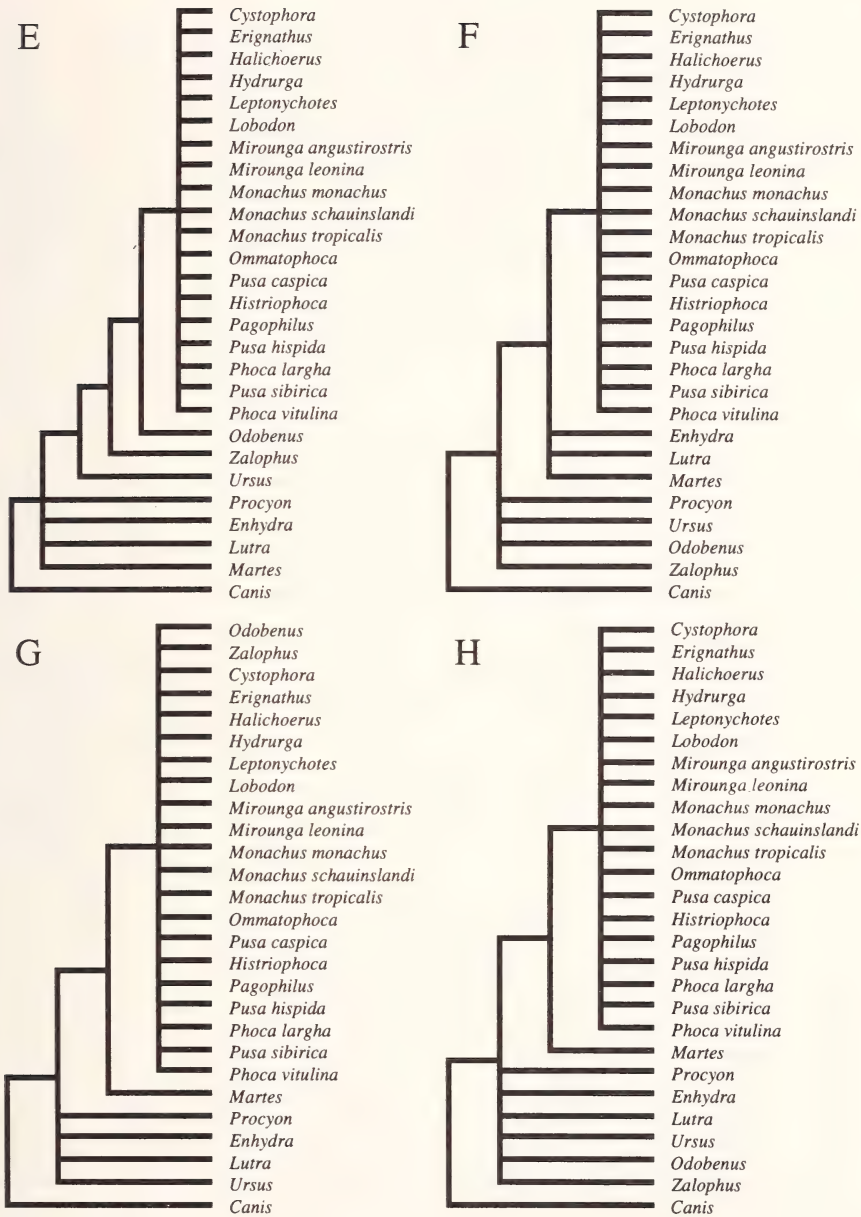 E
Cystophora
Erignathus
Halichoerus
Hydrurga
Leptonychotes
Lobodon
Mirounga angustirostris
Mirounga leonina
Monachus monachus
Monachus schauinslandi
Monachus tropicalis
Ommatophoca
Pusa caspica
Histriophoca
Pagophilus
Pusa hispida
Phoca largha
Pusa sibirica
Phoca vitulina
Odobenus
Zalophus
Ursus
Procyon
Enhydra
Lutra
Martes
Canis
F
Cystophora
Erignathus
Halichoerus
Hydrurga
Leptonychotes
Lobodon
Mirounga angustirostris
Mirounga leonina
Monachus monachus
Monachus schauinslandi
Monachus tropicalis
Ommatophoca
Pusa caspica
Histriophoca
Pagophilus
Pusa hispida
Phoca largha
Pusa sibirica
Phoca vitulina
Enhydra
Lutra
Martes
Procyon
Ursus
Odobenus
Zalophus
Canis
G
Odobenus
Zalophus
Cystophora
Erignathus
Halichoerus
Hydrurga
Leptonychotes
Lobodon
Mirounga angustirostris
Mirounga leonina
Monachus monachus
Monachus schauinslandi
Monachus tropicalis
Ommatophoca
Pusa caspica
Histriophoca
Pagophilus
Pusa hispida
Phoca largha
Pusa sibirica
Phoca vitulina
Martes
Procyon
Enhydra
Lutra
Ursus
Canis
H
Cystophora
Erignathus
Halichoerus
Hydrurga
Leptonychotes
Lobodon
Mirounga angustirostris
Mirounga leonina
Monachus monachus
Monachus schauinslandi
Monachus tropicalis
Ommatophoca
Pusa caspica
Histriophoca
Pagophilus
Pusa hispida
Phoca largha
Pusa sibirica
Phoca vitulina
Martes
Procyon
Enhydra
Lutra
Ursus
Odobenus
Zalophus
Canis